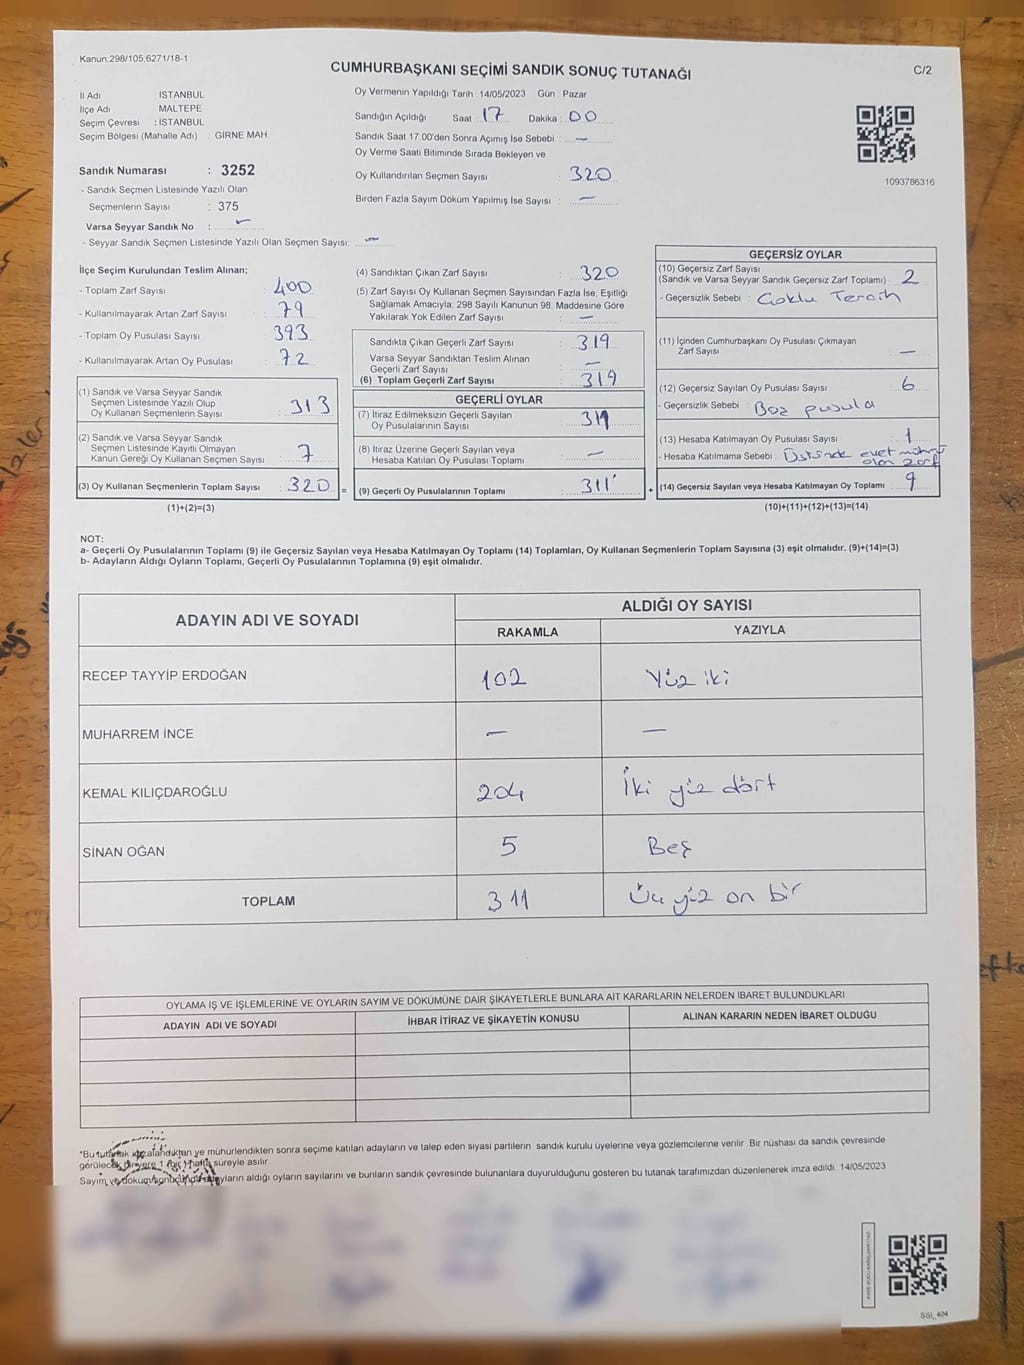 Kanun:298/105;6271/18-1
CUMHURBAŞKANI SEÇİMİ SANDIK SONUÇ TUTANAĞI
C/2
İl Adı İSTANBUL
İlçe Adı MALTEPE
Seçim Çevresi : İSTANBUL
Seçim Bölgesi (Mahalle Adı) : GİRNE MAH.
Sandık Numarası : 3252
- Sandık Seçmen Listesinde Yazılı Olan
Seçmenlerin Sayısı : 375
Varsa Seyyar Sandık No : –
- Seyyar Sandık Seçmen Listesinde Yazılı Olan Seçmen Sayısı: –
Oy Vermenin Yapıldığı Tarih : 14/05/2023 Gün : Pazar
Sandığın Açıldığı Saat 17 Dakika : 00
Sandık Saat 17.00'den Sonra Açımış İse Sebebi : –
Oy Verme Saati Bitiminde Sırada Bekleyen ve
Oy Kullandırılan Seçmen Sayısı : 320
Birden Fazla Sayım Döküm Yapılmış İse Sayısı : –
1093786316
İlçe Seçim Kurulundan Teslim Alınan;
- Toplam Zarf Sayısı : 400
- Kullanılmayarak Artan Zarf Sayısı : 79
- Toplam Oy Pusulası Sayısı : 393
- Kullanılmayarak Artan Oy Pusulası : 72
(1) Sandık ve Varsa Seyyar Sandık
Seçmen Listesinde Yazılı Olup
Oy Kullanan Seçmenlerin Sayısı : 313
(2) Sandık ve Varsa Seyyar Sandık
Seçmen Listesinde Kayıtlı Olmayan
Kanun Gereği Oy Kullanan Seçmen Sayısı : 7
(3) Oy Kullanan Seçmenlerin Toplam Sayısı : 320 =
(1)+(2)=(3)
(4) Sandıktan Çıkan Zarf Sayısı : 320
(5) Zarf Sayısı Oy Kullanan Seçmen Sayısından Fazla İse, Eşitliği
Sağlamak Amacıyla; 298 Sayılı Kanunun 98. Maddesine Göre
Yakılarak Yok Edilen Zarf Sayısı : –
Sandıkta Çıkan Geçerli Zarf Sayısı : 319
Varsa Seyyar Sandıktan Teslim Alınan
Geçerli Zarf Sayısı : –
(6) Toplam Geçerli Zarf Sayısı : 319
GEÇERLİ OYLAR
(7) İtiraz Edilmeksizin Geçerli Sayılan
Oy Pusulalarının Sayısı : 311
(8) İtiraz Üzerine Geçerli Sayılan veya
Hesaba Katılan Oy Pusulası Toplamı : –
(9) Geçerli Oy Pusulalarının Toplamı : 311 +
GEÇERSİZ OYLAR
(10) Geçersiz Zarf Sayısı
(Sandık ve Varsa Seyyar Sandık Geçersiz Zarf Toplamı) : 2
- Geçersizlik Sebebi : Çoklu Tercih
(11) İçinden Cumhurbaşkanı Oy Pusulası Çıkmayan
Zarf Sayısı : –
(12) Geçersiz Sayılan Oy Pusulası Sayısı : 6
- Geçersizlik Sebebi : Boz pusula
(13) Hesaba Katılmayan Oy Pusulası Sayısı : 1
- Hesaba Katılmama Sebebi : Üstünde evet mührü
olan zarf
(14) Geçersiz Sayılan veya Hesaba Katılmayan Oy Toplamı : 9
(10)+(11)+(12)+(13)=(14)
NOT:
a- Geçerli Oy Pusulalarının Toplamı (9) ile Geçersiz Sayılan veya Hesaba Katılmayan Oy Toplamı (14) Toplamları, Oy Kullanan Seçmenlerin Toplam Sayısına (3) eşit olmalıdır. (9)+(14)=(3)
b- Adayların Aldığı Oyların Toplamı, Geçerli Oy Pusulalarının Toplamına (9) eşit olmalıdır.
ADAYIN ADI VE SOYADI
ALDIĞI OY SAYISI
RAKAMLA YAZIYLA
RECEP TAYYİP ERDOĞAN 102 Yüz iki
MUHARREM İNCE – –
KEMAL KILIÇDAROĞLU 204 İki yüz dört
SİNAN OĞAN 5 Beş
TOPLAM 311 Üç yüz on bir
OYLAMA İŞ VE İŞLEMLERİNE VE OYLARIN SAYIM VE DÖKÜMÜNE DAİR ŞİKAYETLERLE BUNLARA AİT KARARLARIN NELERDEN İBARET BULUNDUKLARI
ADAYIN ADI VE SOYADI İHBAR İTİRAZ VE ŞİKAYETİN KONUSU ALINAN KARARIN NEDEN İBARET OLDUĞU
*Bu tutanak imzalandıktan ve mühürlendikten sonra seçime katılan adayların ve talep eden siyasi partilerin sandık kurulu üyelerine veya gözlemcilerine verilir. Bir nüshası da sandık çevresinde
görülecek bir yere 1 (bir) hafta süreyle asılır.
Sayım ve döküm sonucunda adayların aldığı oyların sayılarını ve bunların sandık çevresinde bulunanlara duyurulduğunu gösteren bu tutanak tarafımızdan düzenlenerek imza edildi. 14/05/2023
SSI_404